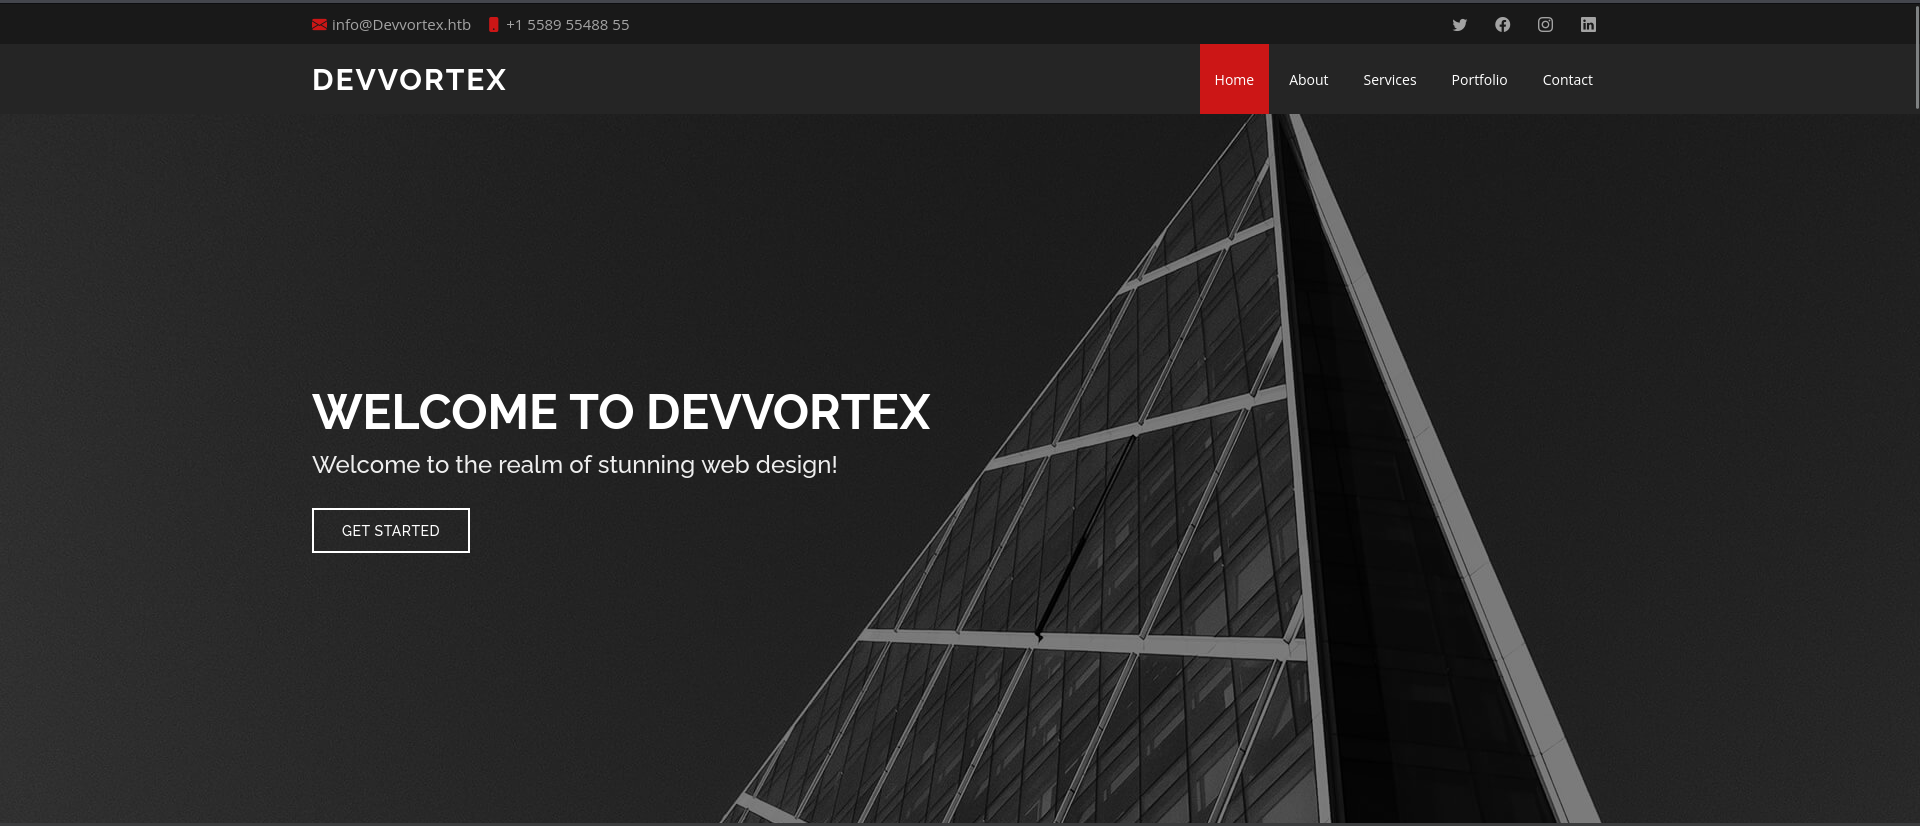 info@Devvortex.htb +1 5589 55488 55
DEVVORTEX
Home About Services Portfolio Contact
WELCOME TO DEVVORTEX
Welcome to the realm of stunning web design!
GET STARTED